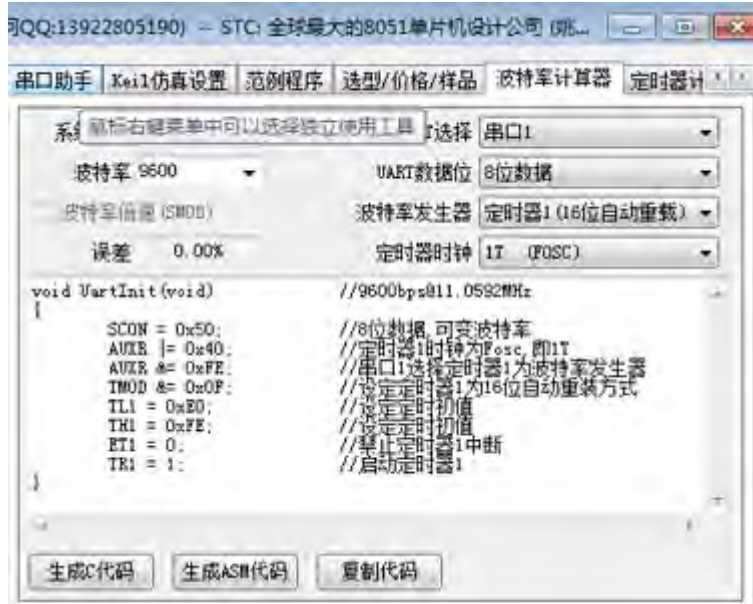 QQ:13922805190) -- STC: 全球最大的8051单片机设计公司 (姚...
串口助手 Keil仿真设置 范例程序 选型/价格/样品 波特率计算器 定时器计
系 鼠标右键菜单中可以选择独立使用工具 选择 串口1
波特率 9600 UART数据位 8位数据
波特率倍速 (SMOD) 波特率发生器 定时器1(16位自动重载)
误差 0.00% 定时器时钟 1T (FOSC)
void UartInit(void) //9600bps@11.0592MHz
{
SCON = 0x50; //8位数据,可变波特率
AUXR |= 0x40; //定时器1时钟为Fosc,即1T
AUXR &= 0xFE; //串口1选择定时器1为波特率发生器
TMOD &= 0x0F; //设定定时器1为16位自动重装方式
TL1 = 0xE0; //设定定时初值
TH1 = 0xFE; //设定定时初值
ET1 = 0; //禁止定时器1中断
TR1 = 1; //启动定时器1
}
生成C代码 生成ASM代码 复制代码